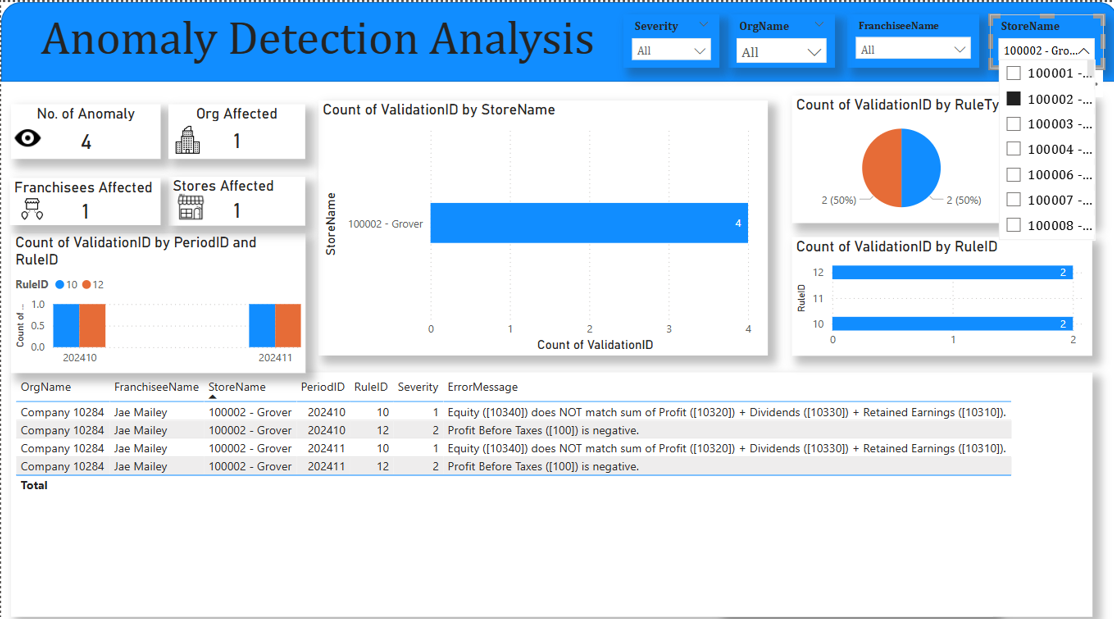 Anomaly Detection Analysis
Severity
All
OrgName
All
FranchiseeName
All
StoreName
100002 - Gro...
100001 -...
100002 -...
100003 -...
100004 -...
100006 -...
100007 -...
100008 -...
No. of Anomaly
4
Org Affected
1
Franchisees Affected
1
Stores Affected
1
Count of ValidationID by PeriodID and
RuleID
RuleID 10 12
Count of ...
1.0
0.5
0.0
202410 202411
Count of ValidationID by StoreName
StoreName
100002 - Grover
4
0 1 2 3 4
Count of ValidationID
Count of ValidationID by RuleTy
2 (50%) 2 (50%)
Count of ValidationID by RuleID
RuleID
12 2
11
10 2
0 1 2
OrgName FranchiseeName StoreName PeriodID RuleID Severity ErrorMessage
Company 10284 Jae Mailey 100002 - Grover 202410 10 1 Equity ([10340]) does NOT match sum of Profit ([10320]) + Dividends ([10330]) + Retained Earnings ([10310]).
Company 10284 Jae Mailey 100002 - Grover 202410 12 2 Profit Before Taxes ([100]) is negative.
Company 10284 Jae Mailey 100002 - Grover 202411 10 1 Equity ([10340]) does NOT match sum of Profit ([10320]) + Dividends ([10330]) + Retained Earnings ([10310]).
Company 10284 Jae Mailey 100002 - Grover 202411 12 2 Profit Before Taxes ([100]) is negative.
Total